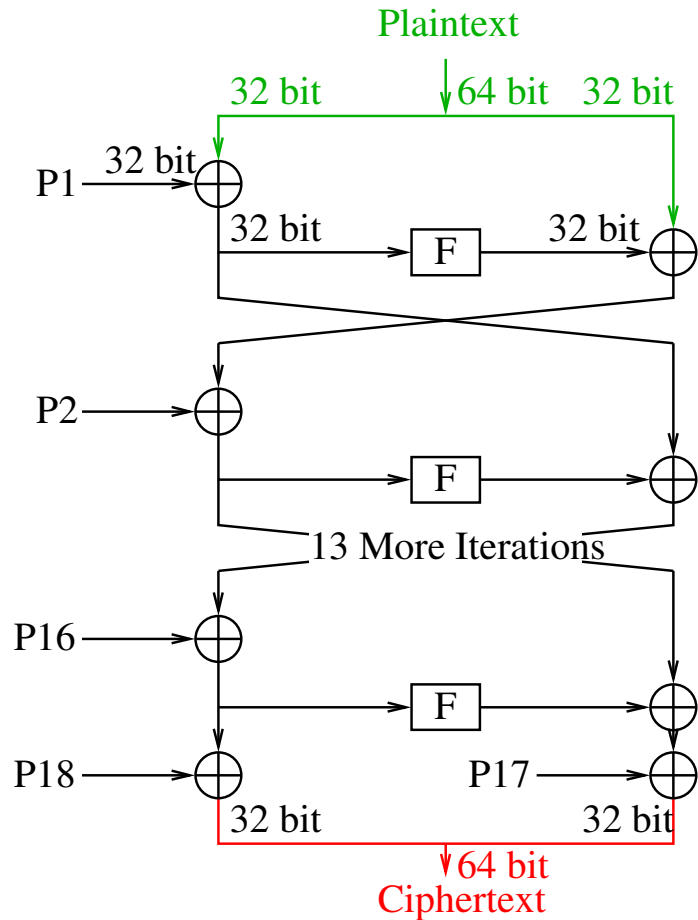 Plaintext
32 bit 64 bit 32 bit
P1 32 bit
32 bit F 32 bit
P2
F
13 More Iterations
P16
F
P18 P17
32 bit 32 bit
64 bit
Ciphertext